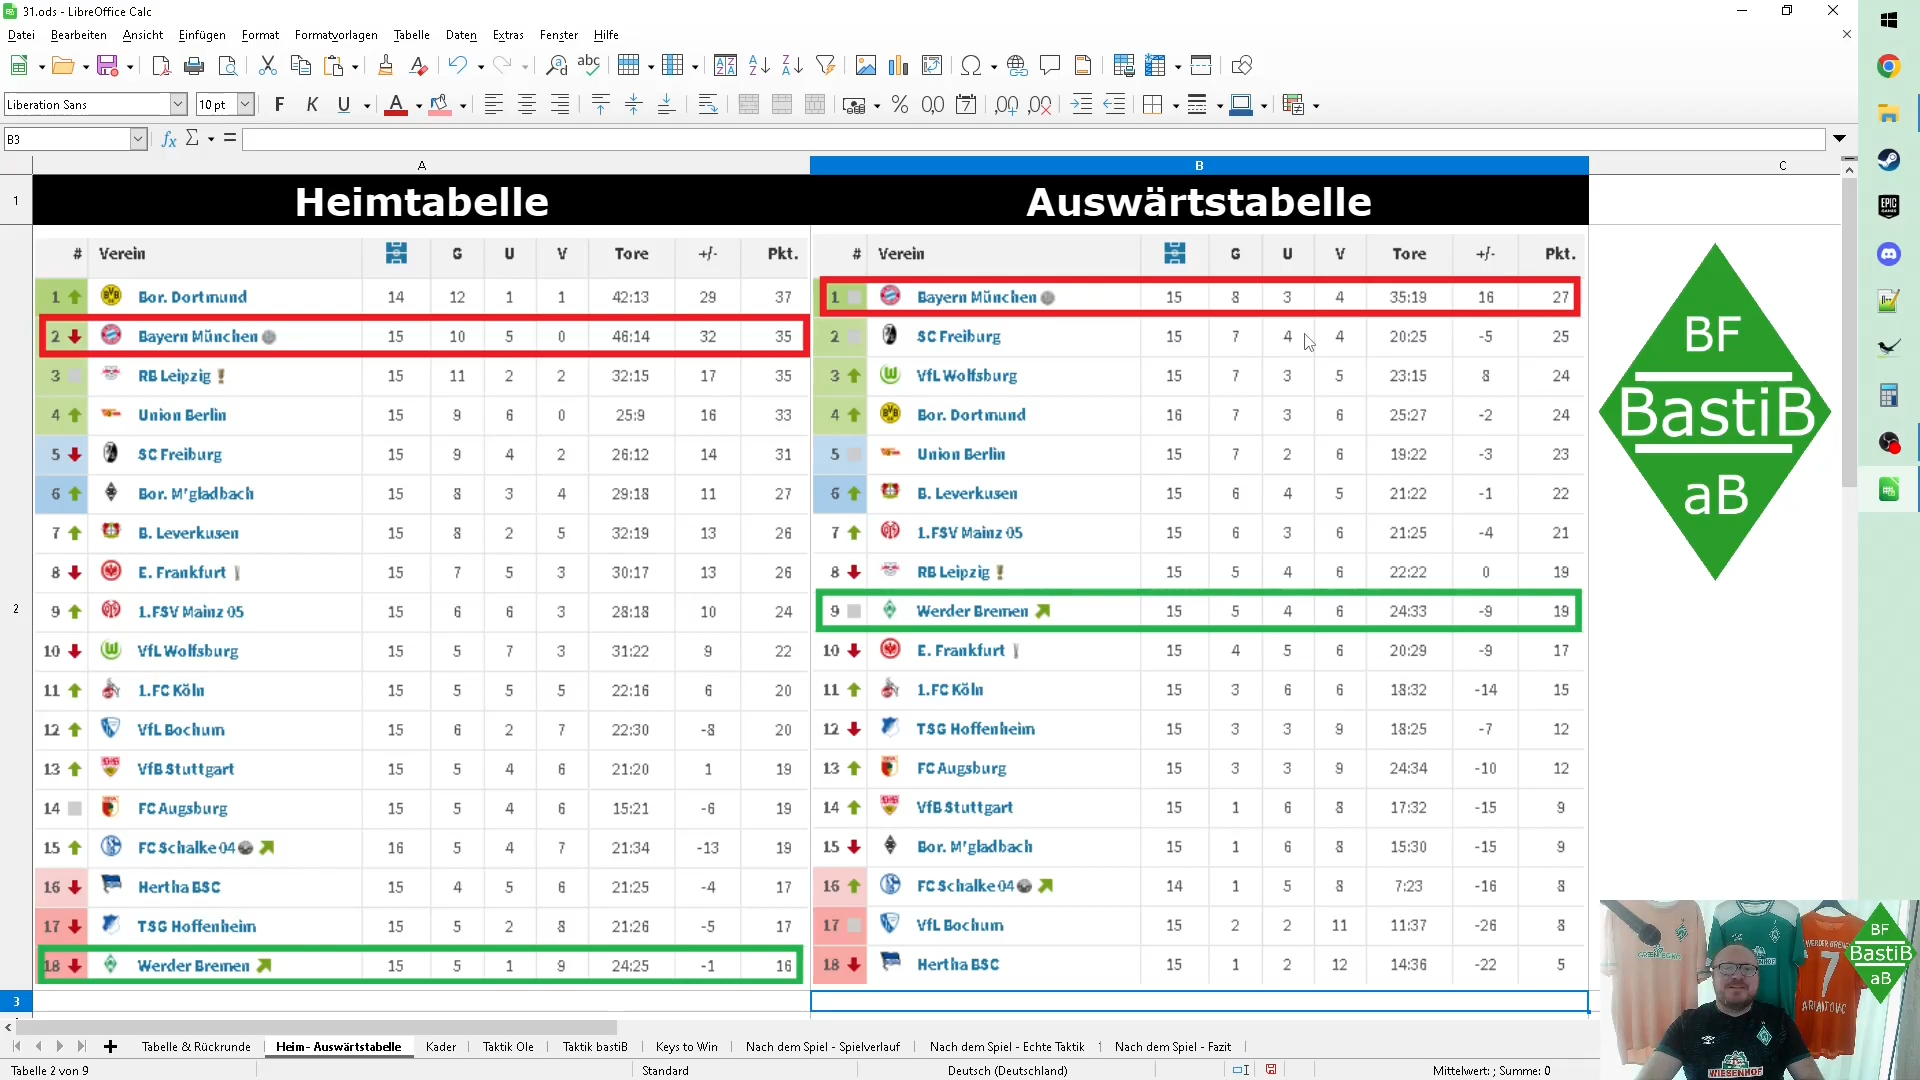 31.ods - LibreOffice Calc
Datei Bearbeiten Ansicht Einfügen Format Formatvorlagen Tabelle Daten Extras Fenster Hilfe
Liberation Sans 10 pt F K U A
B3 fx Σ =
A B C
1 Heimtabelle Auswärtstabelle
# Verein G U V Tore +/- Pkt. # Verein G U V Tore +/- Pkt.
1 Bor. Dortmund 14 12 1 1 42:13 29 37 1 Bayern München 15 8 3 4 35:19 16 27
2 Bayern München 15 10 5 0 46:14 32 35 2 SC Freiburg 15 7 4 4 20:25 -5 25
3 RB Leipzig 15 11 2 2 32:15 17 35 3 VfL Wolfsburg 15 7 3 5 23:15 8 24
4 Union Berlin 15 9 6 0 25:9 16 33 4 Bor. Dortmund 16 7 3 6 25:27 -2 24
5 SC Freiburg 15 9 4 2 26:12 14 31 5 Union Berlin 15 7 2 6 19:22 -3 23
6 Bor. M'gladbach 15 8 3 4 29:18 11 27 6 B. Leverkusen 15 6 4 5 21:22 -1 22
7 B. Leverkusen 15 8 2 5 32:19 13 26 7 1.FSV Mainz 05 15 6 3 6 21:25 -4 21
8 E. Frankfurt 15 7 5 3 30:17 13 26 8 RB Leipzig 15 5 4 6 22:22 0 19
9 1.FSV Mainz 05 15 6 6 3 28:18 10 24 9 Werder Bremen 15 5 4 6 24:33 -9 19
2
10 VfL Wolfsburg 15 5 7 3 31:22 9 22 10 E. Frankfurt 15 4 5 6 20:29 -9 17
11 1.FC Köln 15 5 5 5 22:16 6 20 11 1.FC Köln 15 3 6 6 18:32 -14 15
12 VfL Bochum 15 6 2 7 22:30 -8 20 12 TSG Hoffenheim 15 3 3 9 18:25 -7 12
13 VfB Stuttgart 15 5 4 6 21:20 1 19 13 FC Augsburg 15 3 3 9 24:34 -10 12
14 FC Augsburg 15 5 4 6 15:21 -6 19 14 VfB Stuttgart 15 1 6 8 17:32 -15 9
15 FC Schalke 04 16 5 4 7 21:34 -13 19 15 Bor. M'gladbach 15 1 6 8 15:30 -15 9
16 Hertha BSC 15 4 5 6 21:25 -4 17 16 FC Schalke 04 14 1 5 8 7:23 -16 8
17 TSG Hoffenheim 15 5 2 8 21:26 -5 17 17 VfL Bochum 15 2 2 11 11:37 -26 8
18 Werder Bremen 15 5 1 9 24:25 -1 16 18 Hertha BSC 15 1 2 12 14:36 -22 5
3
BF
BastiB
aB
BF
BastiB
aB
WERDER BREMEN
7
ARNAUTOVIC
WIESENHOF
Tabelle & Rückrunde Heim- Auswärtstabelle Kader Taktik Ole Taktik bastiB Keys to Win Nach dem Spiel - Spielverlauf Nach dem Spiel - Echte Taktik Nach dem Spiel - Fazit
Tabelle 2 von 9 Standard Deutsch (Deutschland) Mittelwert: ; Summe: 0